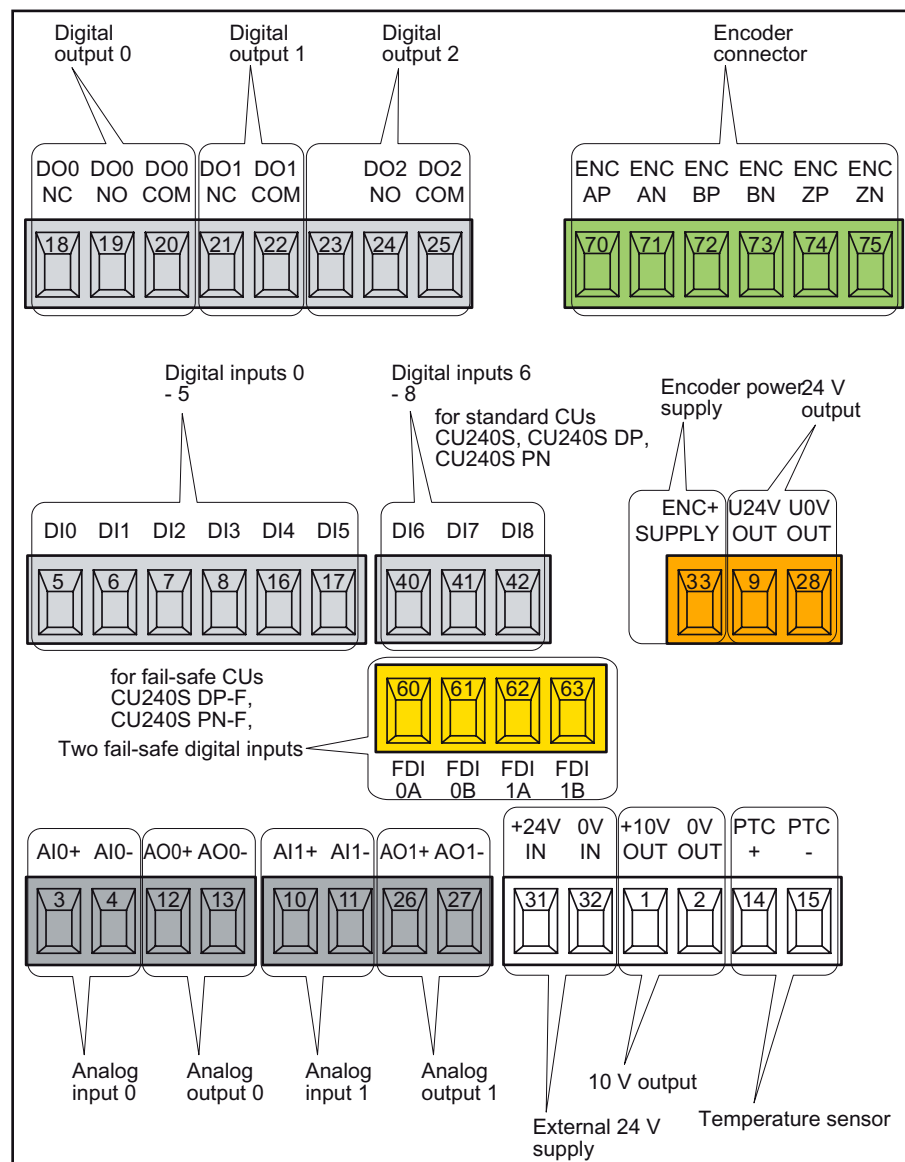 Digital
output 0
Digital
output 1
Digital
output 2
Encoder
connector
DO0 DO0 DO0 DO1 DO1 DO2 DO2
NC NO COM NC COM NO COM
ENC ENC ENC ENC ENC ENC
AP AN BP BN ZP ZN
18 19 20 21 22 23 24 25
70 71 72 73 74 75
Digital inputs 0
- 5
Digital inputs 6
- 8
for standard CUs
CU240S, CU240S DP,
CU240S PN
Encoder power
supply
24 V
output
DI0 DI1 DI2 DI3 DI4 DI5
DI6 DI7 DI8
ENC+ U24V U0V
SUPPLY OUT OUT
5 6 7 8 16 17
40 41 42
33 9 28
for fail-safe CUs
CU240S DP-F,
CU240S PN-F,
Two fail-safe digital inputs
60 61 62 63
FDI FDI FDI FDI
0A 0B 1A 1B
AI0+ AI0- AO0+ AO0- AI1+ AI1- AO1+ AO1-
+24V 0V +10V 0V PTC PTC
IN IN OUT OUT + -
3 4 12 13 10 11 26 27
31 32 1 2 14 15
Analog
input 0
Analog
output 0
Analog
input 1
Analog
output 1
External 24 V
supply
10 V output
Temperature sensor